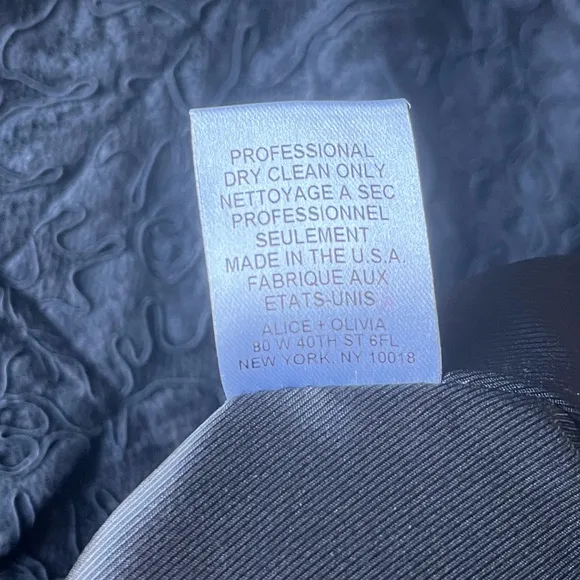 PROFESSIONAL
DRY CLEAN ONLY
NETTOYAGE A SEC
PROFESSIONNEL
SEULEMENT
MADE IN THE U.S.A.
FABRIQUE AUX
ETATS-UNIS
ALICE + OLIVIA
80 W 40TH ST 6FL
NEW YORK, NY 10018